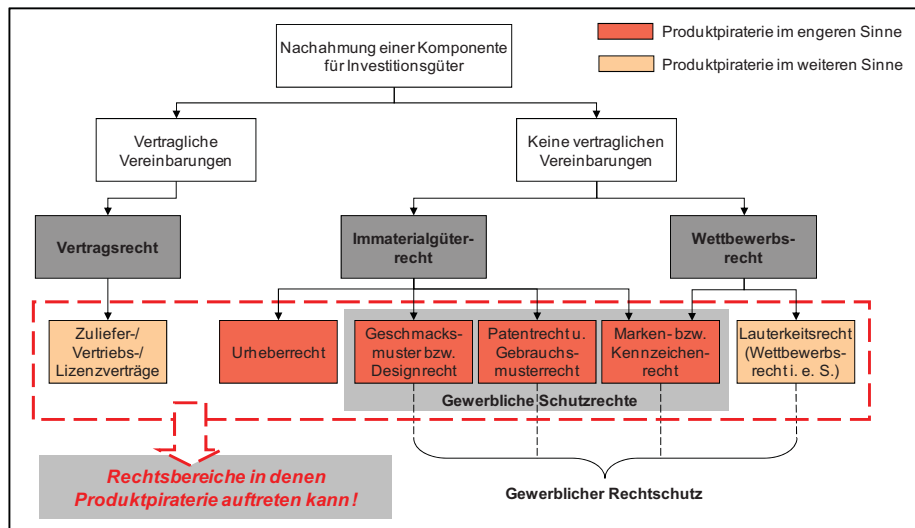 Nachahmung einer Komponente
für Investitionsgüter
Produktpiraterie im engeren Sinne
Produktpiraterie im weiteren Sinne
Vertragliche
Vereinbarungen
Keine vertraglichen
Vereinbarungen
Vertragsrecht
Immaterialgüter-
recht
Wettbewerbs-
recht
Zuliefer-/
Vertriebs-/
Lizenzverträge
Urheberrecht
Geschmacks-
muster bzw.
Designrecht
Patentrecht u.
Gebrauchs-
musterrecht
Marken- bzw.
Kennzeichen-
recht
Lauterkeitsrecht
(Wettbewerbs-
recht i. e. S.)
Gewerbliche Schutzrechte
Rechtsbereiche in denen
Produktpiraterie auftreten kann!
Gewerblicher Rechtschutz